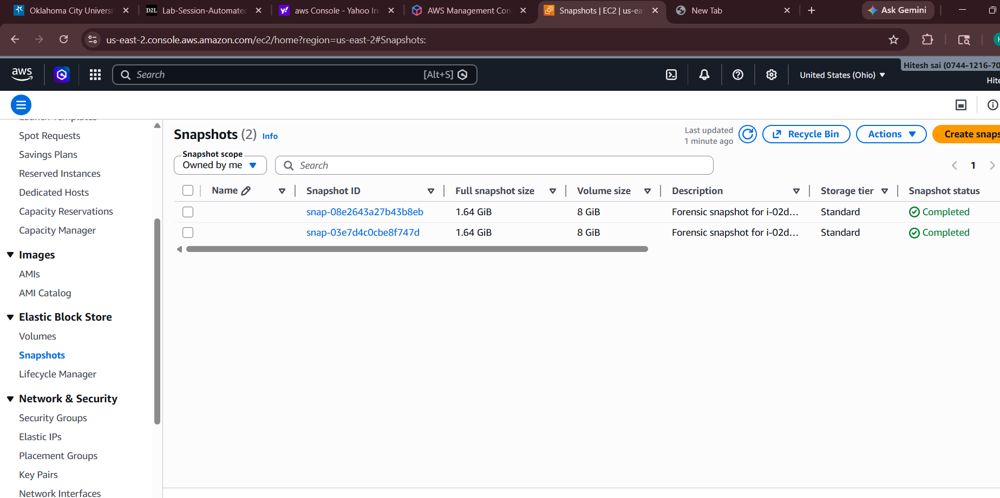 Oklahoma City Universi
D2L Lab-Session-Automatec
y! aws Console - Yahoo In
AWS Management Con
Snapshots | EC2 | us-ea
New Tab
Ask Gemini
us-east-2.console.aws.amazon.com/ec2/home?region=us-east-2#Snapshots:
aws
Search
[Alt+S]
United States (Ohio)
Hitesh sai (0744-1216-70
Hite
Spot Requests
Savings Plans
Reserved Instances
Dedicated Hosts
Capacity Reservations
Capacity Manager
Images
AMIs
AMI Catalog
Elastic Block Store
Volumes
Snapshots
Lifecycle Manager
Network & Security
Security Groups
Elastic IPs
Placement Groups
Key Pairs
Network Interfaces
Snapshots (2) Info
Last updated
1 minute ago
Recycle Bin
Actions
Create snaps
Snapshot scope
Owned by me
Search
1
Name Snapshot ID Full snapshot size Volume size Description Storage tier Snapshot status
snap-08e2643a27b43b8eb 1.64 GiB 8 GiB Forensic snapshot for i-02d... Standard Completed
snap-03e7d4c0cbe8f747d 1.64 GiB 8 GiB Forensic snapshot for i-02d... Standard Completed